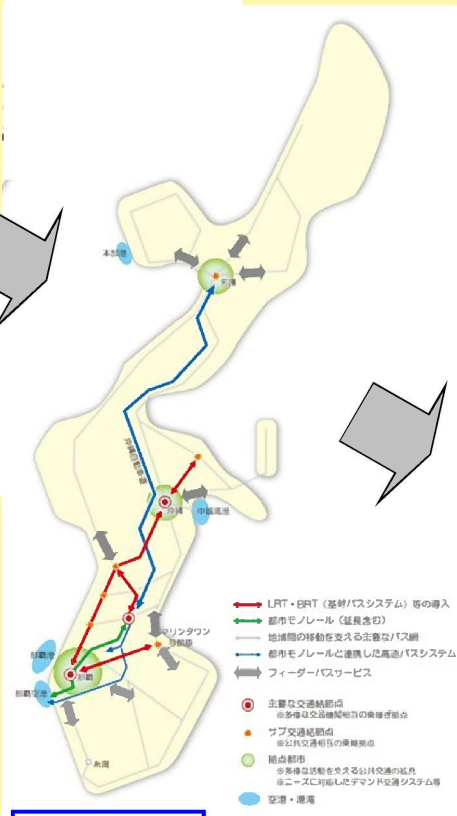 本部港
名護
沖縄自動車道
沖縄
中城湾港
マリンタウン
与那原
那覇港
那覇
那覇空港
糸満
LRT・BRT（基幹バスシステム）等の導入
都市モノレール（延長含む）
地域間の移動を支える主要なバス網
都市モノレールと連携した高速バスシステム
フィーダーバスサービス
主要な交通結節点
※多様な交通機関相互の乗継ぎ拠点
サブ交通結節点
※公共交通相互の乗継拠点
拠点都市
※多様な活動を支える公共交通の拡充
※ニーズに対応したデマンド交通システム等
空港・港湾